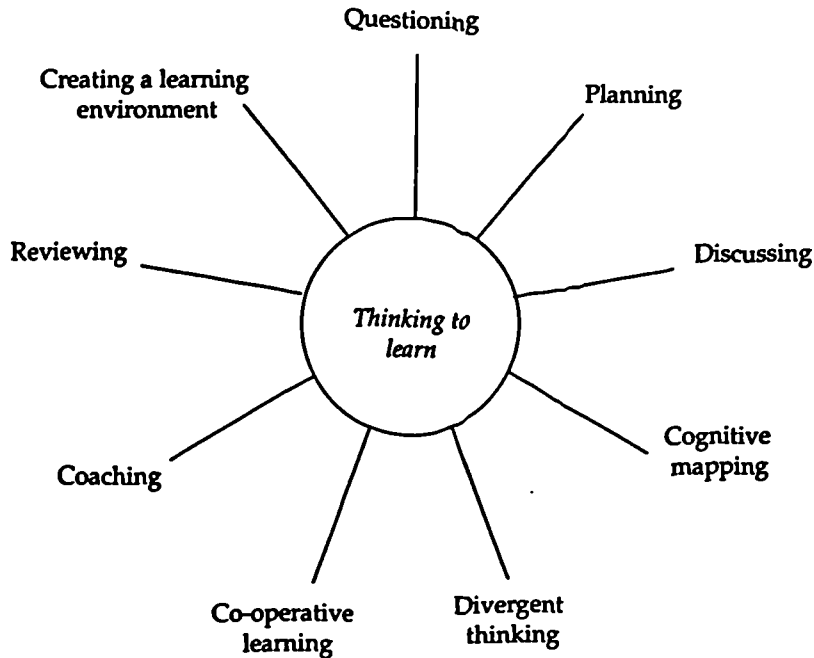 Questioning
Creating a learning
environment
Planning
Reviewing
Discussing
Thinking to
learn
Coaching
Cognitive
mapping
Co-operative
learning
Divergent
thinking